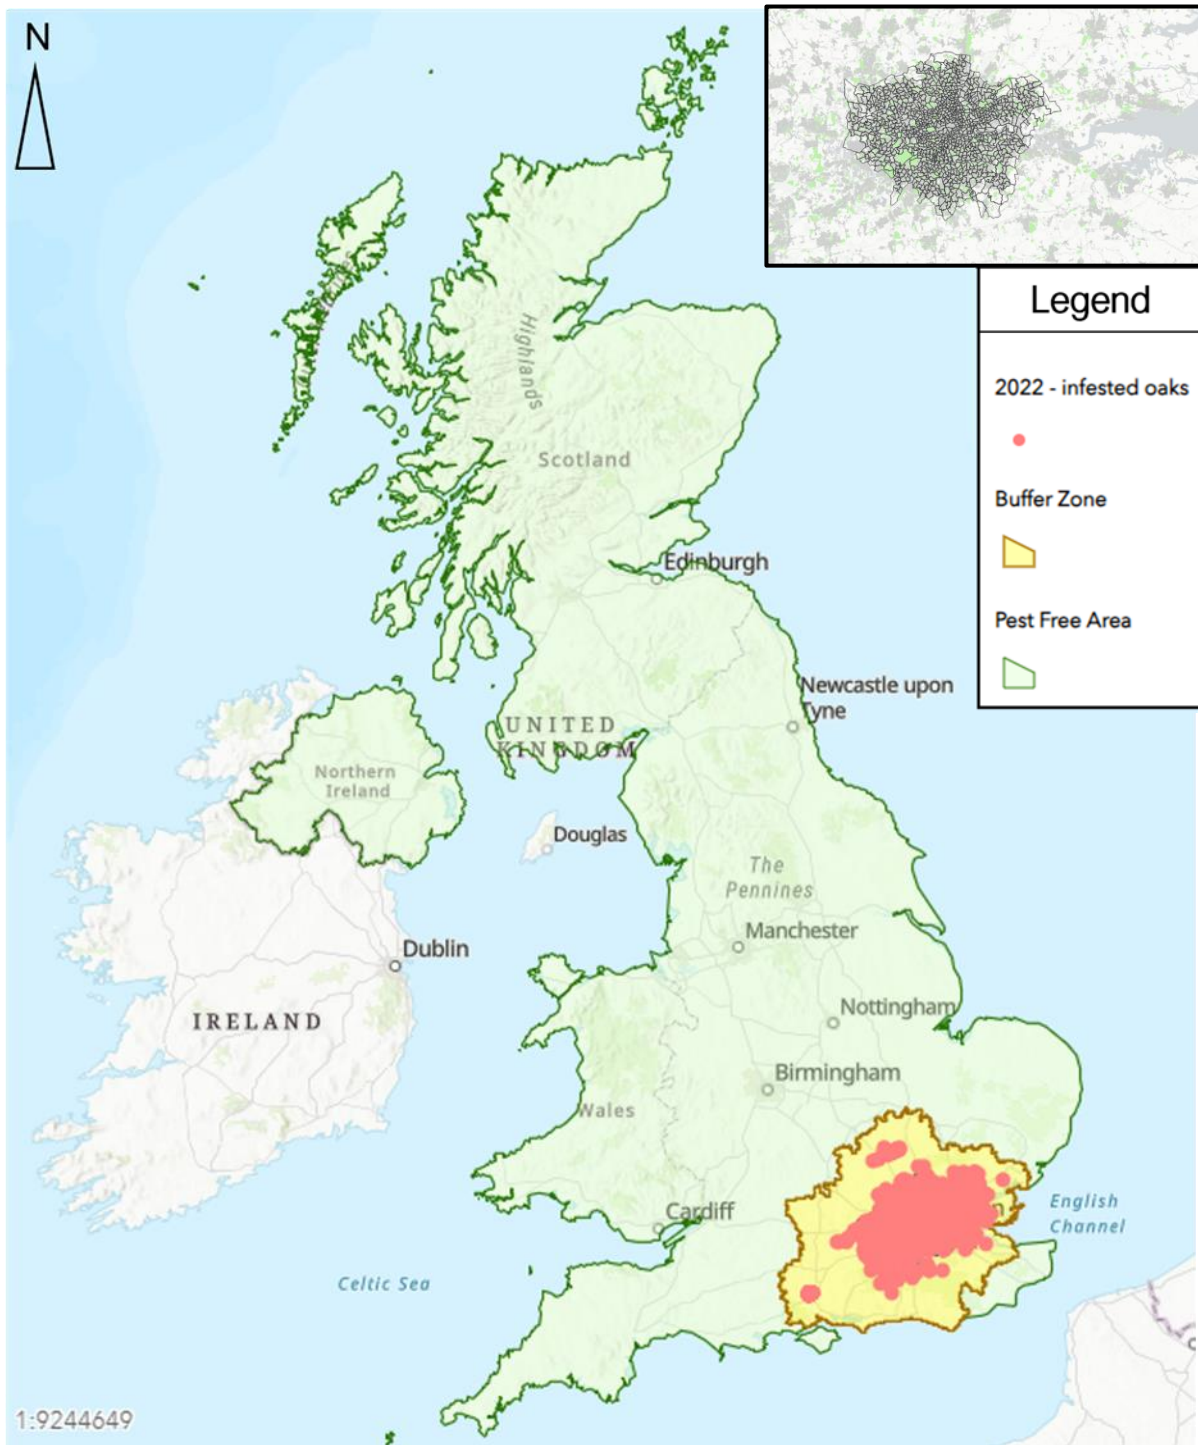 N
Legend
2022 - infested oaks
Buffer Zone
Pest Free Area
Highlands
Scotland
Edinburgh
Newcastle upon
Tyne
UNITED
KINGDOM
Northern
Ireland
Douglas
The
Pennines
Manchester
Dublin
IRELAND
Nottingham
Birmingham
Wales
Cardiff
English
Channel
Celtic Sea
1:9244649